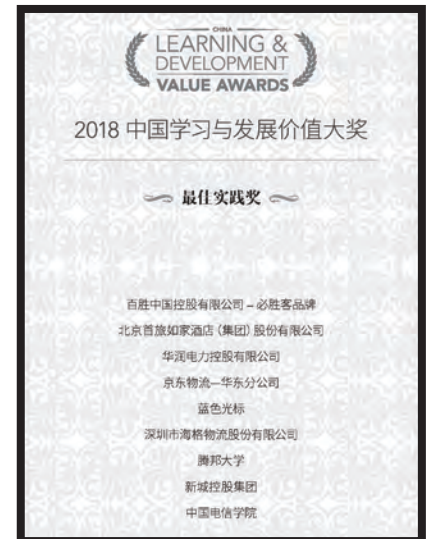 CHINA
LEARNING &
DEVELOPMENT
VALUE AWARDS
2018 中国学习与发展价值大奖
最佳实践奖
百胜中国控股有限公司 – 必胜客品牌
北京首旅如家酒店 (集团) 股份有限公司
华润电力控股有限公司
京东物流—华东分公司
蓝色光标
深圳市海格物流股份有限公司
腾邦大学
新城控股集团
中国电信学院